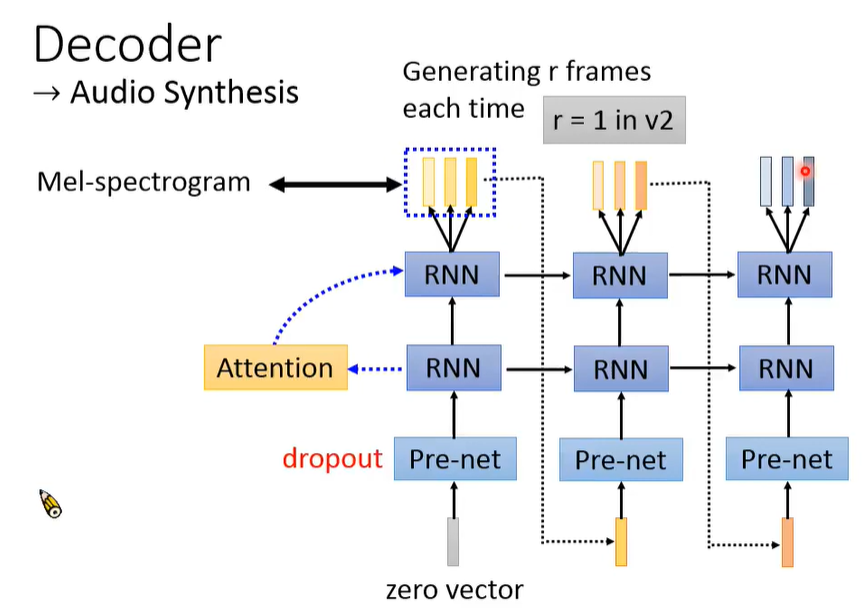 Decoder
→ Audio Synthesis
Generating r frames
each time
r = 1 in v2
Mel-spectrogram
RNN
RNN
RNN
Attention
RNN
RNN
RNN
dropout
Pre-net
Pre-net
Pre-net
zero vector